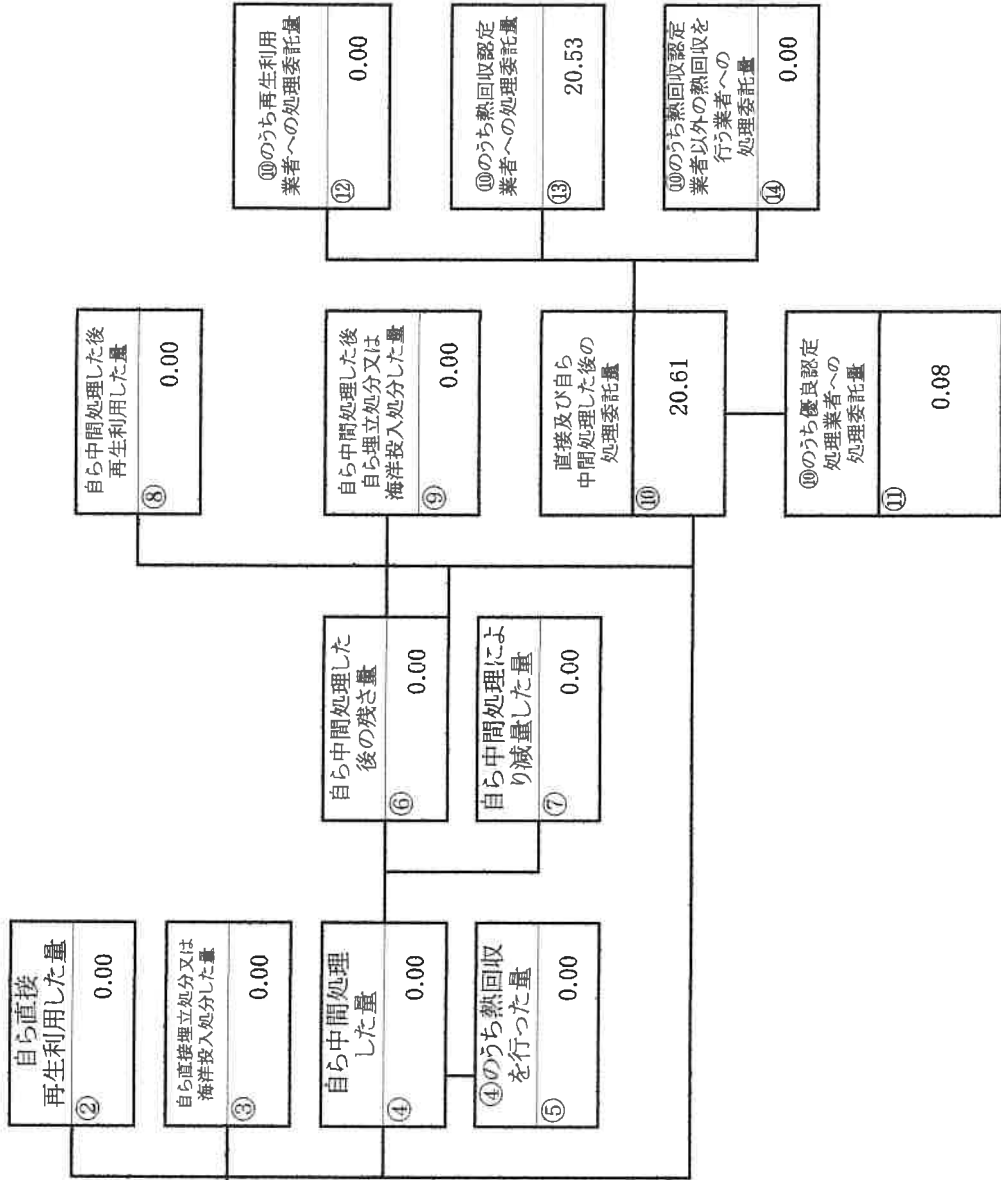 自ら直接
再生利用した量
②
0.00
自ら直接埋立処分又は
海洋投入処分した量
③
0.00
自ら中間処理
した量
④
0.00
④のうち熱回収
を行った量
⑤
0.00
自ら中間処理した
後の残さ量
⑥
0.00
自ら中間処理によ
り減量した量
⑦
0.00
自ら中間処理した後
再生利用した量
⑧
0.00
自ら中間処理した後
自ら埋立処分又は
海洋投入処分した量
⑨
0.00
直接及び自ら
中間処理した後の
処理委託量
⑩
20.61
⑩のうち優良認定
処理業者への
処理委託量
⑪
0.08
⑩のうち再生利用
業者への処理委託量
⑫
0.00
⑩のうち熱回収認定
業者への処理委託量
⑬
20.53
⑩のうち熱回収認定
業者以外の熱回収を
行う業者への
処理委託量
⑭
0.00